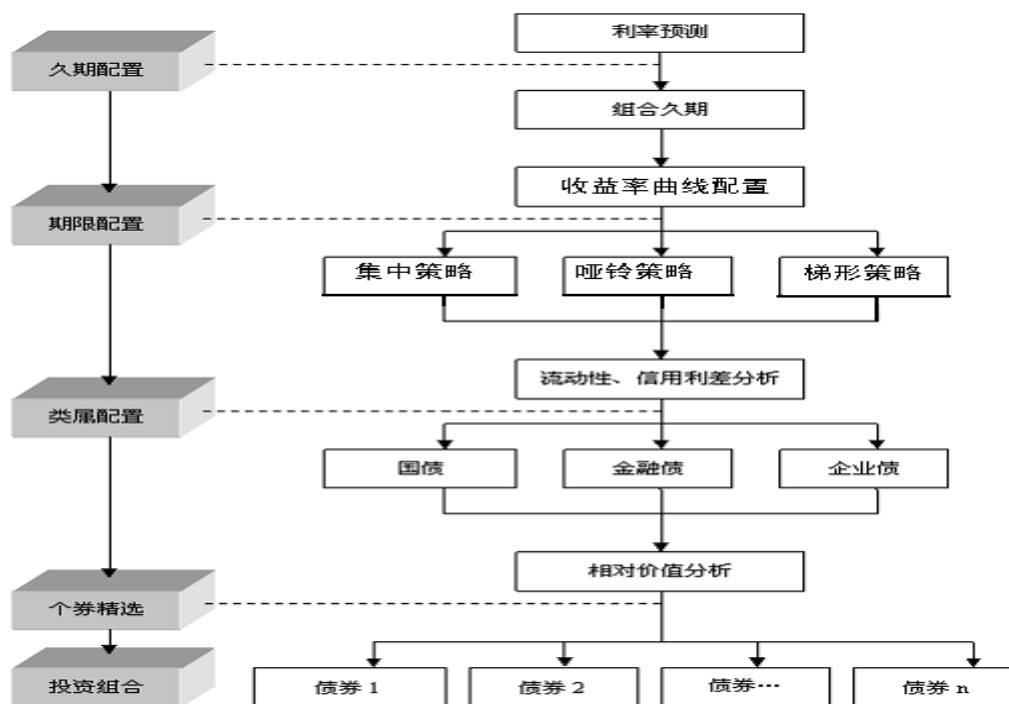 利率预测
久期配置
组合久期
收益率曲线配置
期限配置
集中策略
哑铃策略
梯形策略
流动性、信用利差分析
类属配置
国债
金融债
企业债
相对价值分析
个券精选
投资组合
债券 1
债券 2
债券…
债券 n